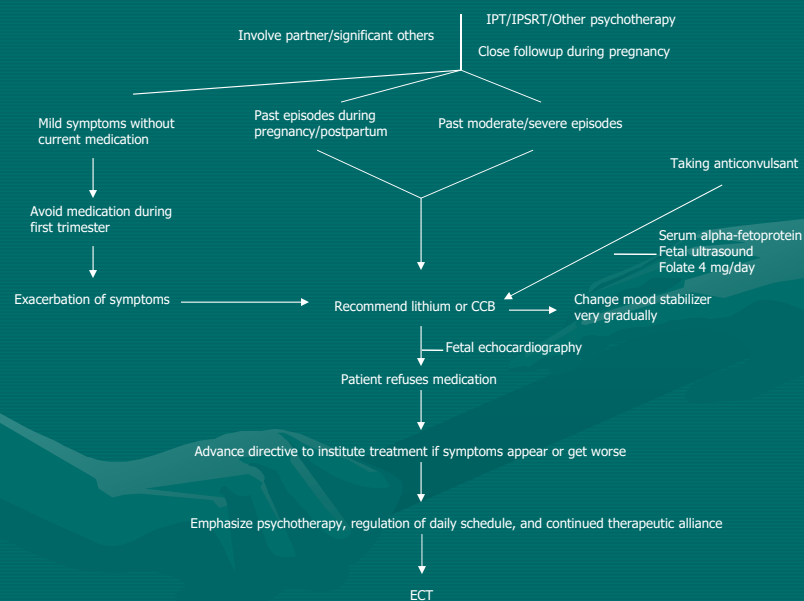 IPT/IPSRT/Other psychotherapy
Involve partner/significant others
Close followup during pregnancy
Mild symptoms without
current medication
Past episodes during
pregnancy/postpartum
Past moderate/severe episodes
Taking anticonvulsant
Avoid medication during
first trimester
Serum alpha-fetoprotein
Fetal ultrasound
Folate 4 mg/day
Exacerbation of symptoms
Recommend lithium or CCB
Change mood stabilizer
very gradually
Fetal echocardiography
Patient refuses medication
Advance directive to institute treatment if symptoms appear or get worse
Emphasize psychotherapy, regulation of daily schedule, and continued therapeutic alliance
ECT